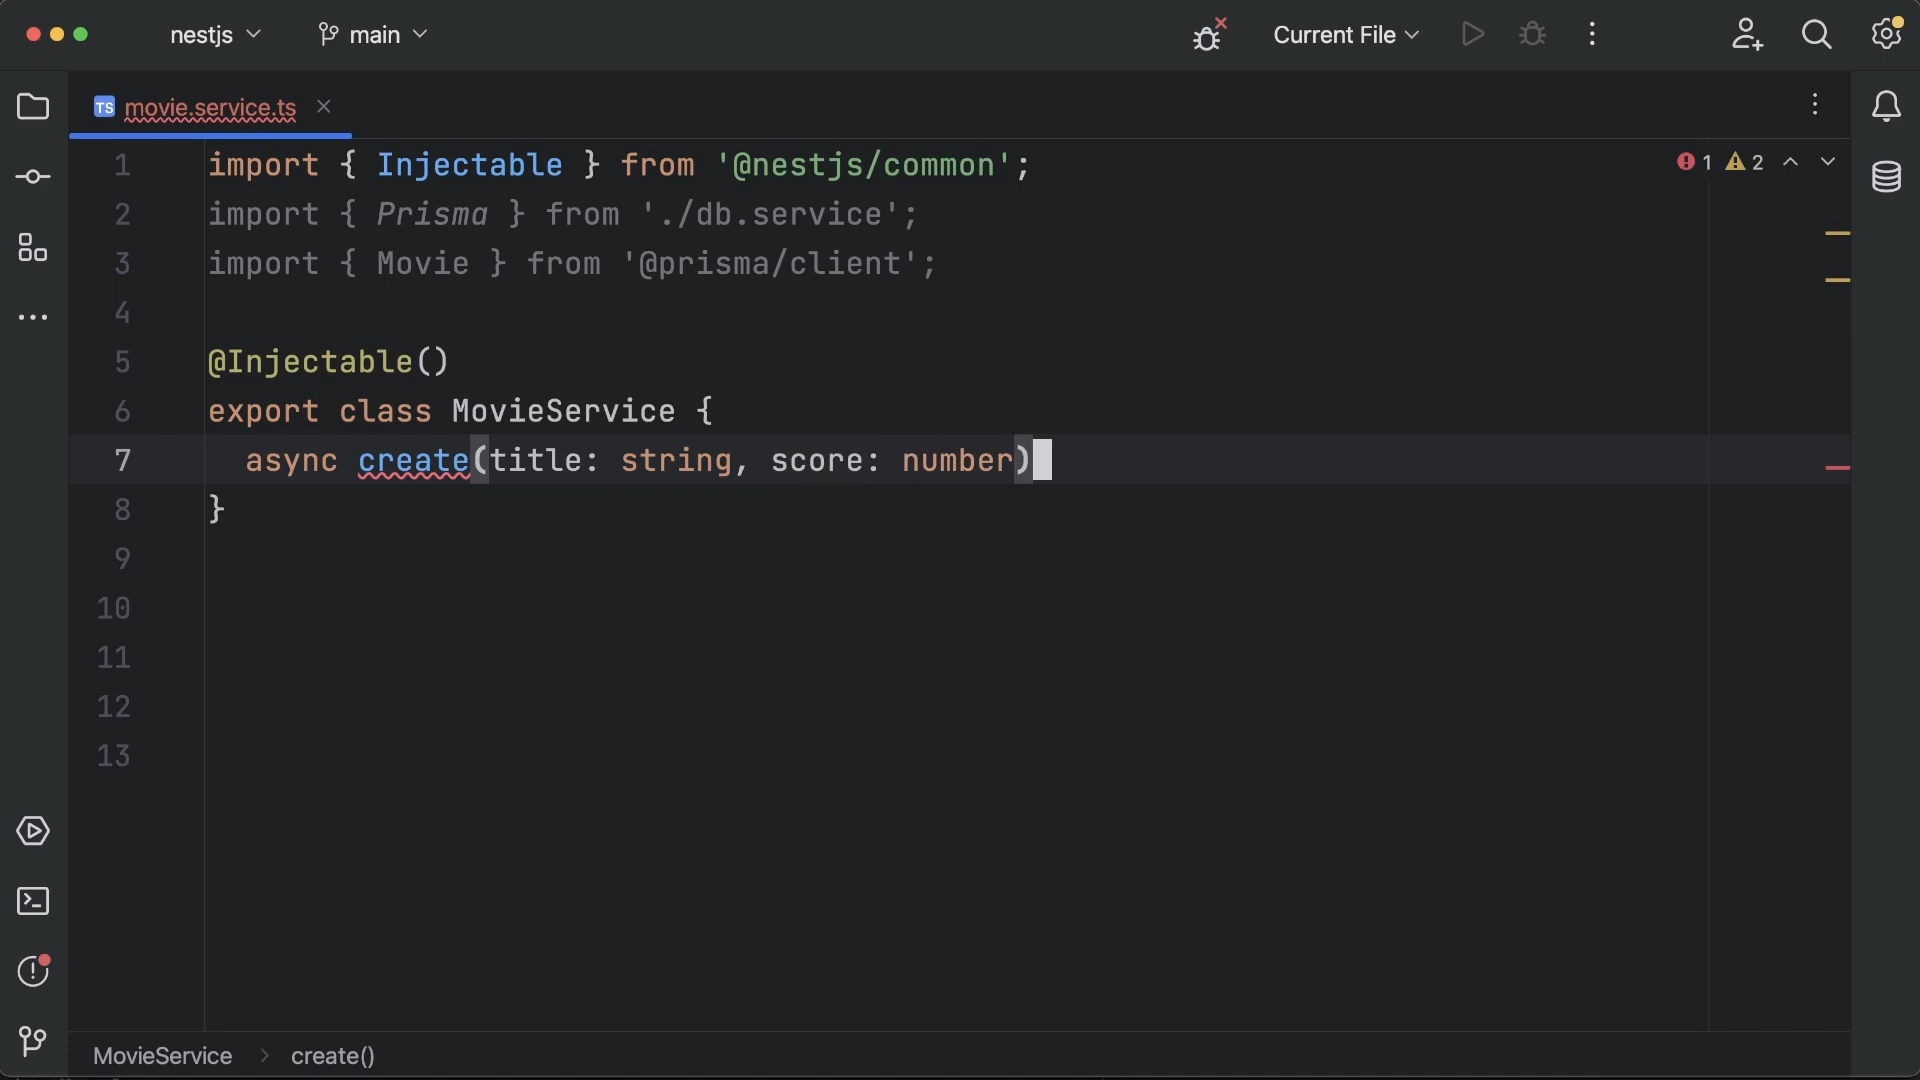 nestjs
main
Current File
TS movie.service.ts
1 import { Injectable } from '@nestjs/common';
1 2
2 import { Prisma } from './db.service';
3 import { Movie } from '@prisma/client';
4
5 @Injectable()
6 export class MovieService {
7 async create(title: string, score: number)
8 }
9
10
11
12
13
MovieService > create()